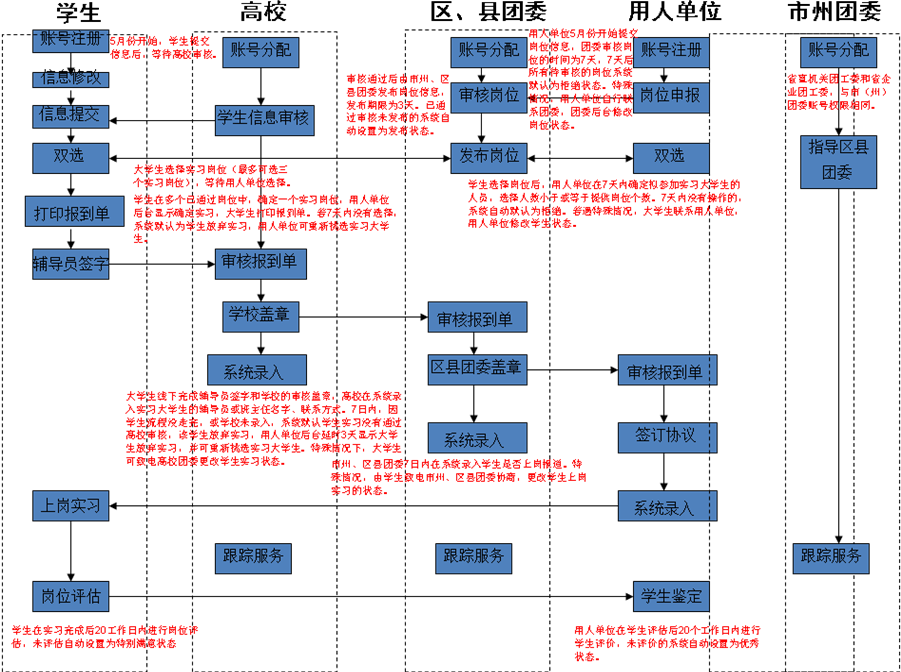 学生
高校
区、县团委
用人单位
市州团委
账号注册
5月份开始，学生提交
信息后，等待高校审核。
信息修改
信息提交
双选
打印报到单
辅导员签字
账号分配
学生信息审核
大学生选择实习岗位（最多可选三
个实习岗位），等待用人单位选择。
学生在多个已通过岗位中，确定一个实习岗位，用人单位
后台显示确定实习，大学生打印报到单。若7天内没有选择，
系统默认为学生放弃实习，用人单位可重新挑选实习大学
生。
审核报到单
学校盖章
系统录入
大学生线下完成辅导员签字和学校的审核盖章，高校在系统录
入实习大学生的辅导员或班主任名字、联系方式。7日内，因
学生流程没走完，或学校未录入，系统默认学生实习没有通过
高校审核，该学生放弃实习，用人单位后台延时3天显示大学
生放弃实习，并可重新挑选实习大学生。特殊情况下，大学生
可致电高校团委更改学生实习状态。
账号分配
审核岗位
发布岗位
审核通过后由市州、区
县团委发布岗位信息，
发布期限为3天。已通
过审核未发布的系统自
动设置为发布状态。
审核报到单
区县团委盖章
系统录入
市州、区县团委7日内在系统录入学生是否上岗报道。特
殊情况，由学生致电市州、区县团委协商，更改学生上岗
实习的状态。
用人单位5月份开始提交
岗位信息，团委审核岗
位的时间为7天，7天后
所有待审核的岗位系统
默认为拒绝状态。特殊
情况，用人单位自行联
系团委，团委后台修改
岗位状态。
账号注册
岗位申报
双选
学生选择岗位后，用人单位在7天内确定拟参加实习大学生的
人员，选择人数小于或等于提供岗位个数。7天内没有操作的，
系统自动默认为拒绝。若遇特殊情况，大学生联系用人单位，
用人单位修改学生状态。
审核报到单
签订协议
系统录入
账号分配
省直机关团工委和省企
业团工委，与市（州）
团委账号权限相同。
指导区县
团委
上岗实习
跟踪服务
跟踪服务
跟踪服务
岗位评估
学生鉴定
学生在实习完成后20工作日内进行岗位评
估，未评估自动设置为特别满意状态
用人单位在学生评估后20个工作日内进行
学生评价，未评价的系统自动设置为优秀
状态。